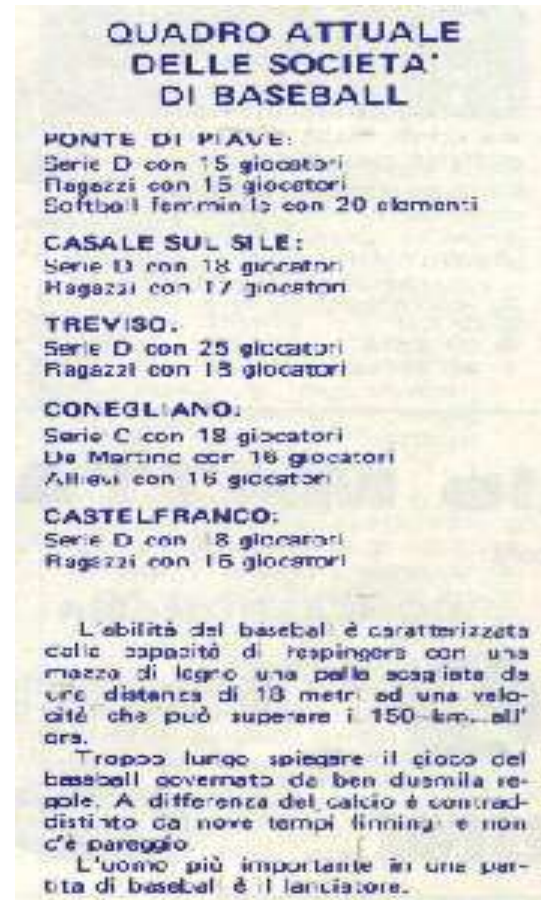 QUADRO ATTUALE
DELLE SOCIETA'
DI BASEBALL
PONTE DI PIAVE:
Serie D con 15 giocatori
Ragazzi con 15 giocatori
Softball femminile con 20 elementi
CASALE SUL SILE:
Serie D con 18 giocatori
Ragazzi con 17 giocatori
TREVISO:
Serie D con 25 giocatori
Ragazzi con giocatori
CONEGLIANO:
Serie C con 18 giocatori
De Martino con 16 giocatori
Allievi con 16 giocatori
CASTELFRANCO:
Serie D con 18 giocatori
Ragazzi con giocatori
L'abilità del baseball è caratterizzata
dalla capacità di respingere con una
mazza di legno una palla scagliata da
una distanza di 18 metri ad una velo-
cità che può superare i 150 km. all'
ora.
Troppo lungo spiegare il gioco del
baseball governato da ben duemila re-
gole. A differenza del calcio è contrad-
distinto da nove tempi (inning) e non
c'è pareggio.
L'uomo più importante in una par-
tita di baseball è il lanciatore.